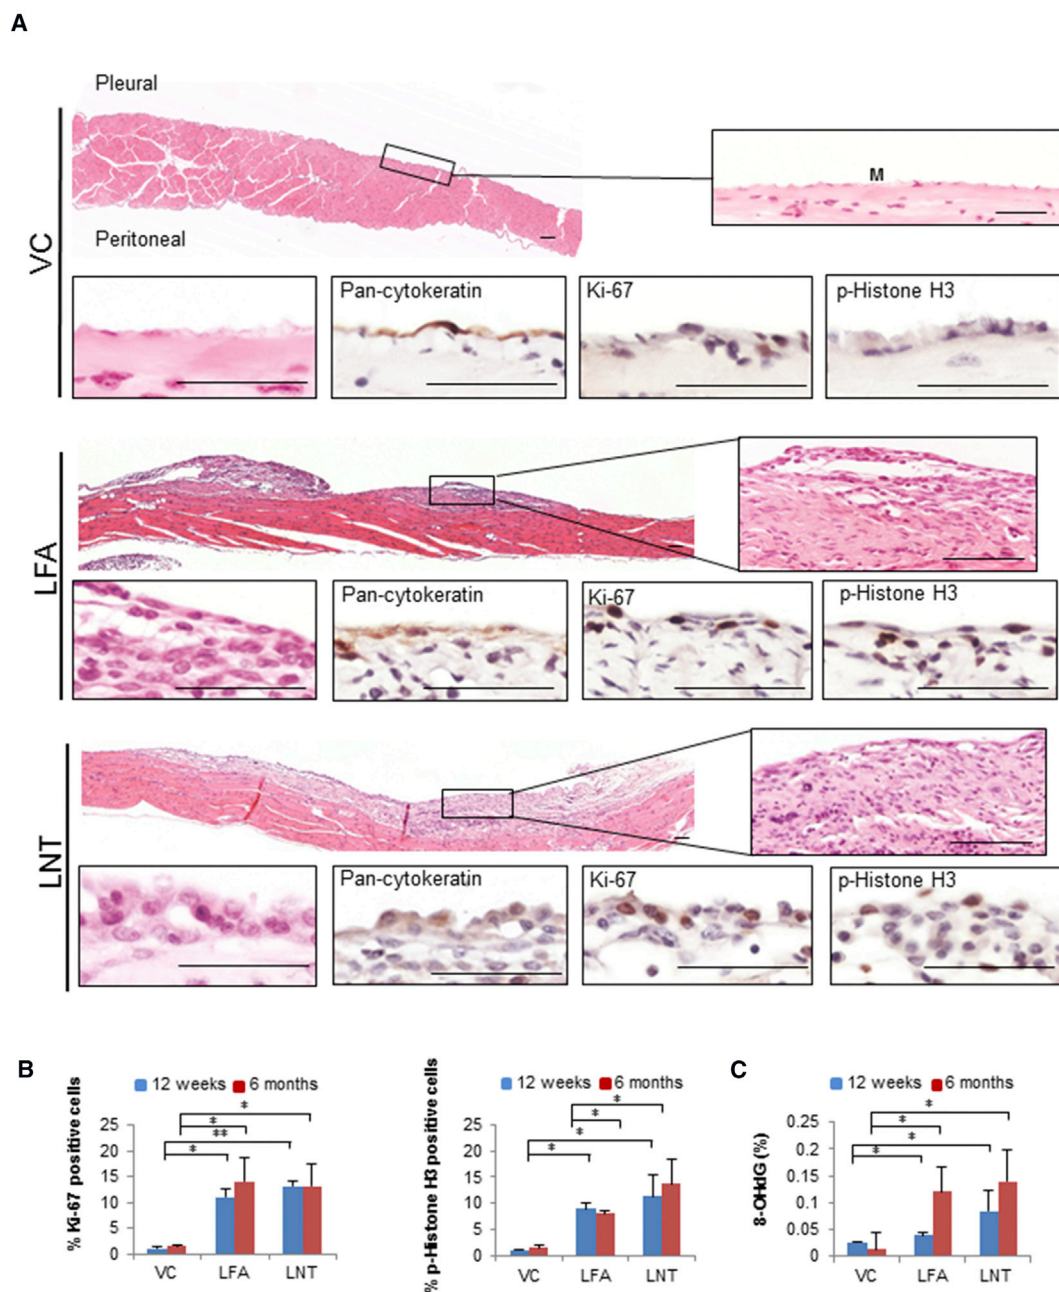 A
Pleural
Peritoneal
M
VC
Pan-cytokeratin
Ki-67
p-Histone H3
LFA
Pan-cytokeratin
Ki-67
p-Histone H3
LNT
Pan-cytokeratin
Ki-67
p-Histone H3
B
% Ki-67 positive cells
12 weeks 6 months
25
20
15
10
5
0
* * ** *
VC LFA LNT
% p-Histone H3 positive cells
12 weeks 6 months
25
20
15
10
5
0
* * * *
VC LFA LNT
C
8-OHdG (%)
12 weeks 6 months
0.25
0.2
0.15
0.1
0.05
0
* * * *
VC LFA LNT